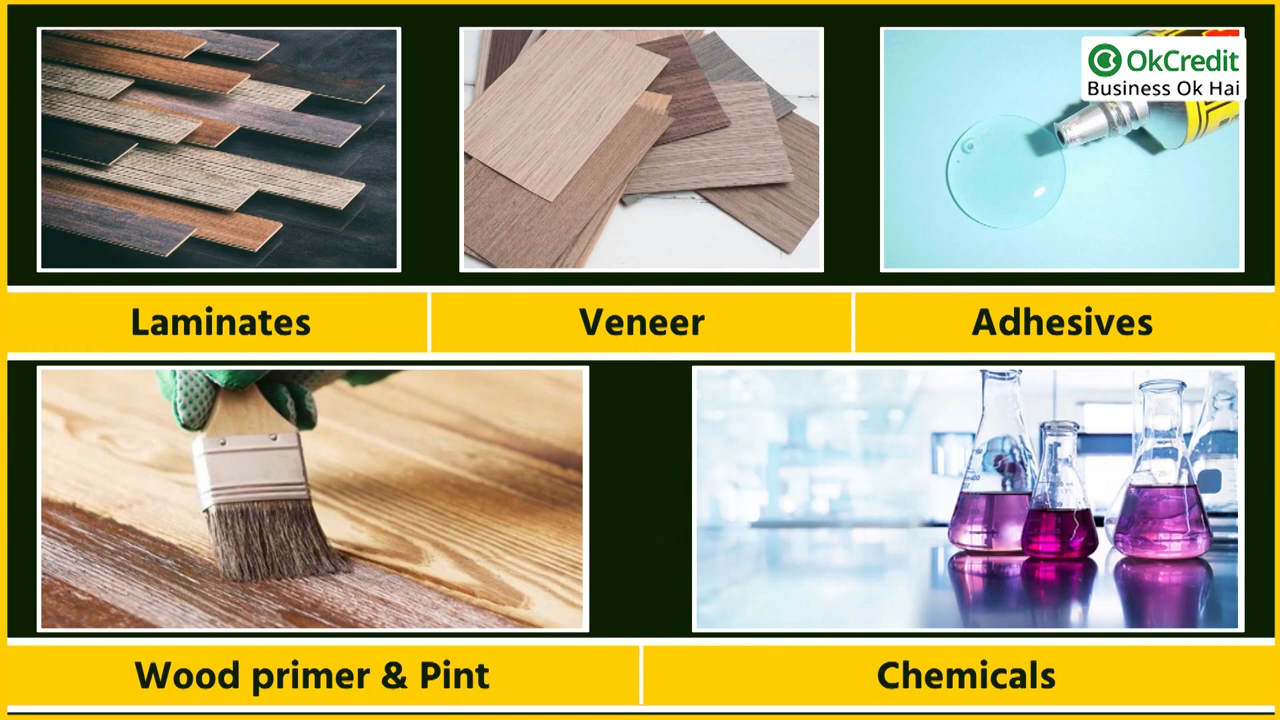 OkCredit
Business Ok Hai
Laminates
Veneer
Adhesives
Wood primer & Pint
Chemicals